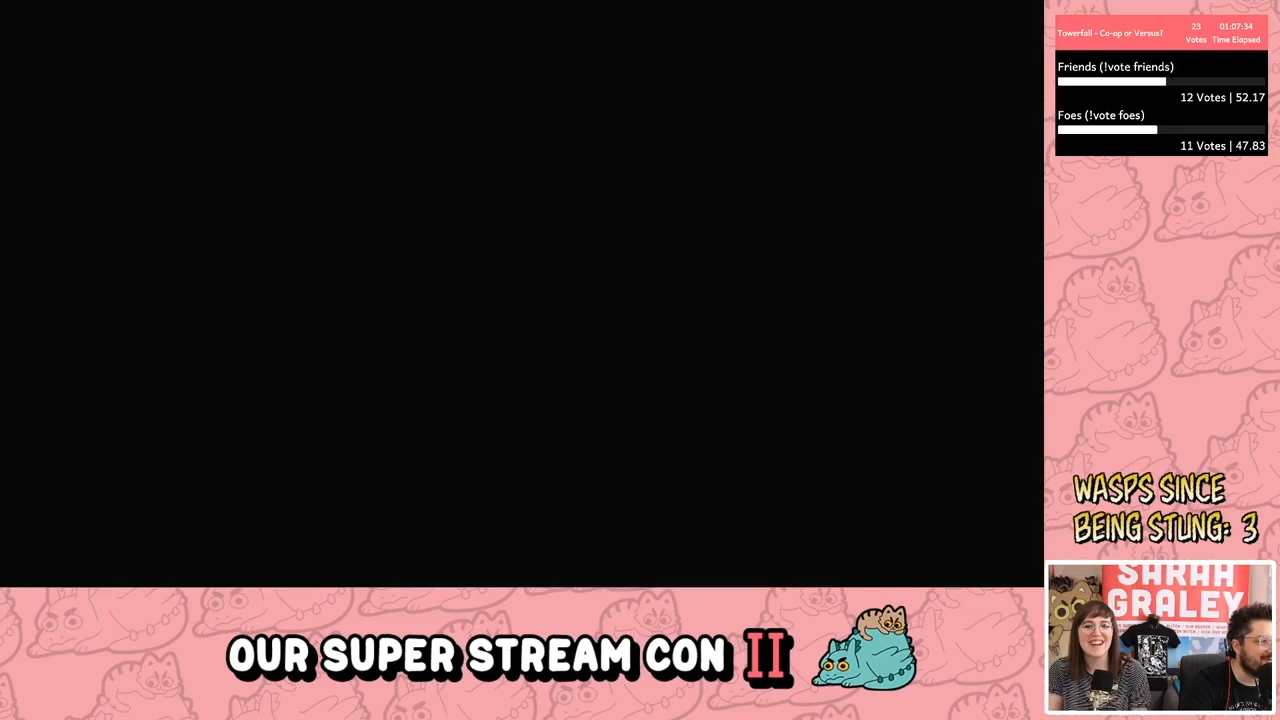 Towerfall - Co-op or Versus?
23
Votes
01:07:34
Time Elapsed
Friends (!vote friends)
12 Votes | 52.17
Foes (!vote foes)
11 Votes | 47.83
WASPS SINCE
BEING STUNG: 3
SARAH
GRALEY
OUR SUPER STREAM CON II